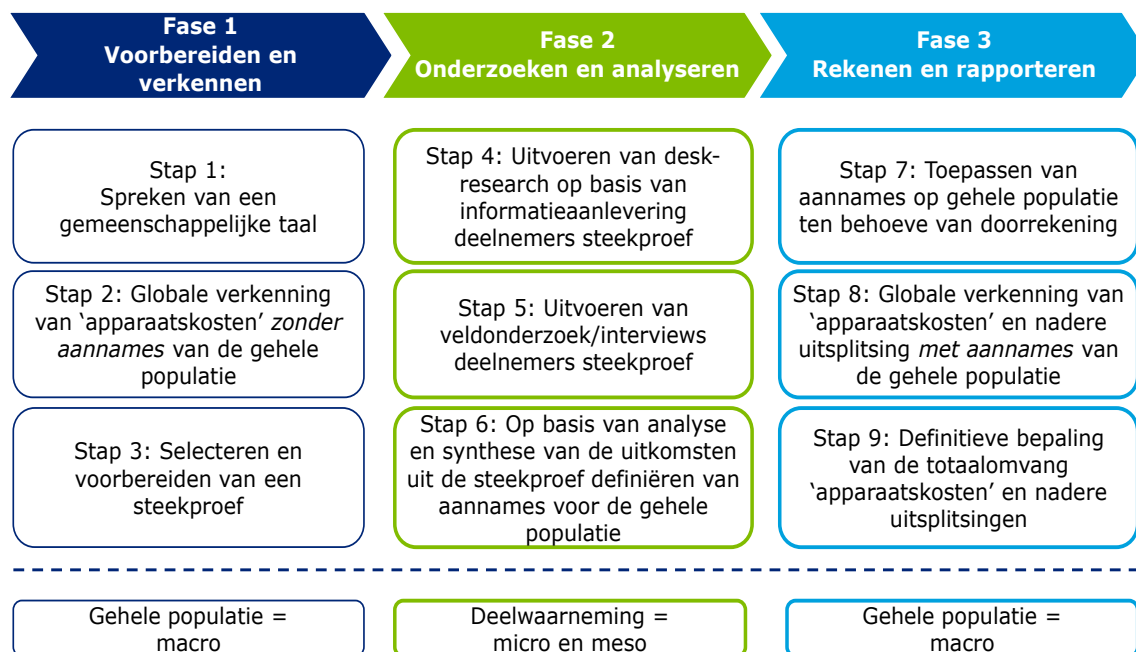 Fase 1
Voorbereiden en
verkennen
Fase 2
Onderzoeken en analyseren
Fase 3
Rekenen en rapporteren
Stap 1:
Spreken van een
gemeenschappelijke taal
Stap 2: Globale verkenning
van ‘apparaatskosten’ zonder
aannames van de gehele
populatie
Stap 3: Selecteren en
voorbereiden van een
steekproef
Stap 4: Uitvoeren van desk-
research op basis van
informatieaanlevering
deelnemers steekproef
Stap 5: Uitvoeren van
veldonderzoek/interviews
deelnemers steekproef
Stap 6: Op basis van analyse
en synthese van de uitkomsten
uit de steekproef definiëren van
aannames voor de gehele
populatie
Stap 7: Toepassen van
aannames op gehele populatie
ten behoeve van doorrekening
Stap 8: Globale verkenning van
‘apparaatskosten’ en nadere
uitsplitsing met aannames van
de gehele populatie
Stap 9: Definitieve bepaling
van de totaalomvang
‘apparaatskosten’ en nadere
uitsplitsingen
Gehele populatie =
macro
Deelwaarneming =
micro en meso
Gehele populatie =
macro